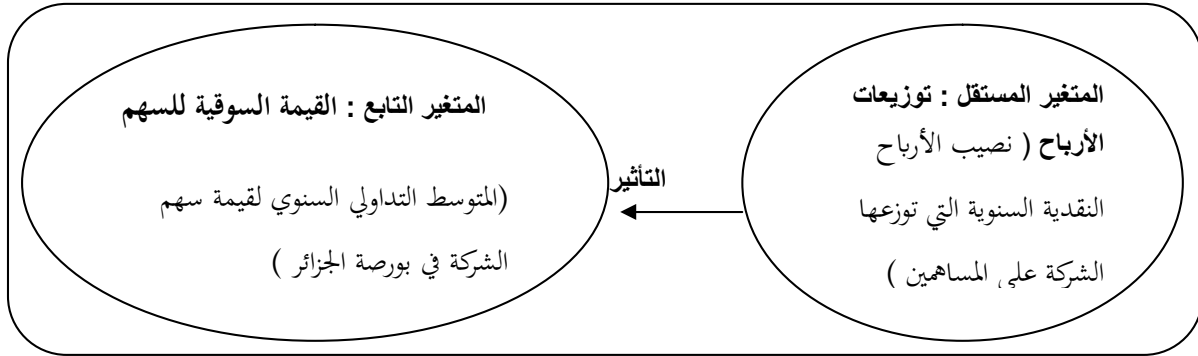 المتغير المستقل : توزيعات
الأرباح ( نصيب الأرباح
النقدية السنوية التي توزعها
الشركة على المساهمين )
التأثير
المتغير التابع : القيمة السوقية للسهم
(المتوسط التداولي السنوي لقيمة سهم
الشركة في بورصة الجزائر )